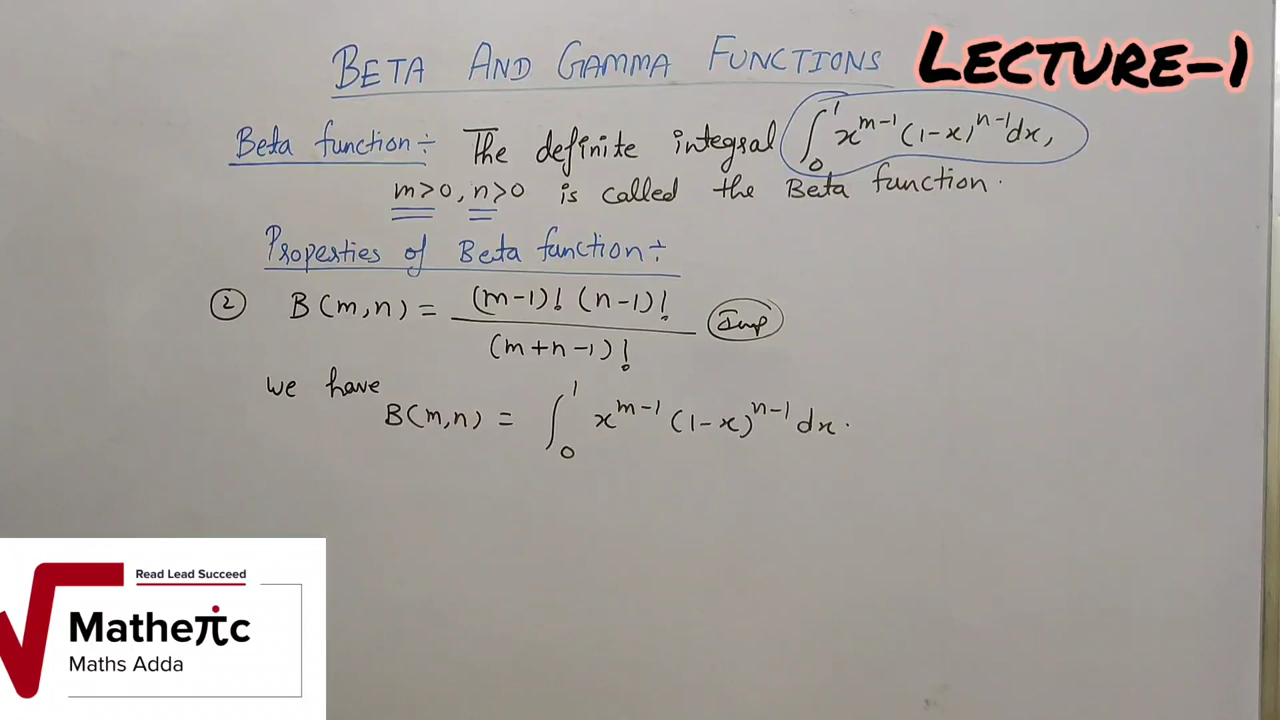 BETA AND GAMMA FUNCTIONS LECTURE-1
Beta function ÷ The definite integral ∫₀¹ x^{m-1} (1-x)^{n-1} dx,
m>0, n>0 is called the Beta function.
Properties of Beta function ÷
② B(m,n) = (m-1)! (n-1)! / (m+n-1)! Imp
we have
B(m,n) = ∫₀¹ x^{m-1} (1-x)^{n-1} dx.
Read Lead Succeed
Matheπc
Maths Adda